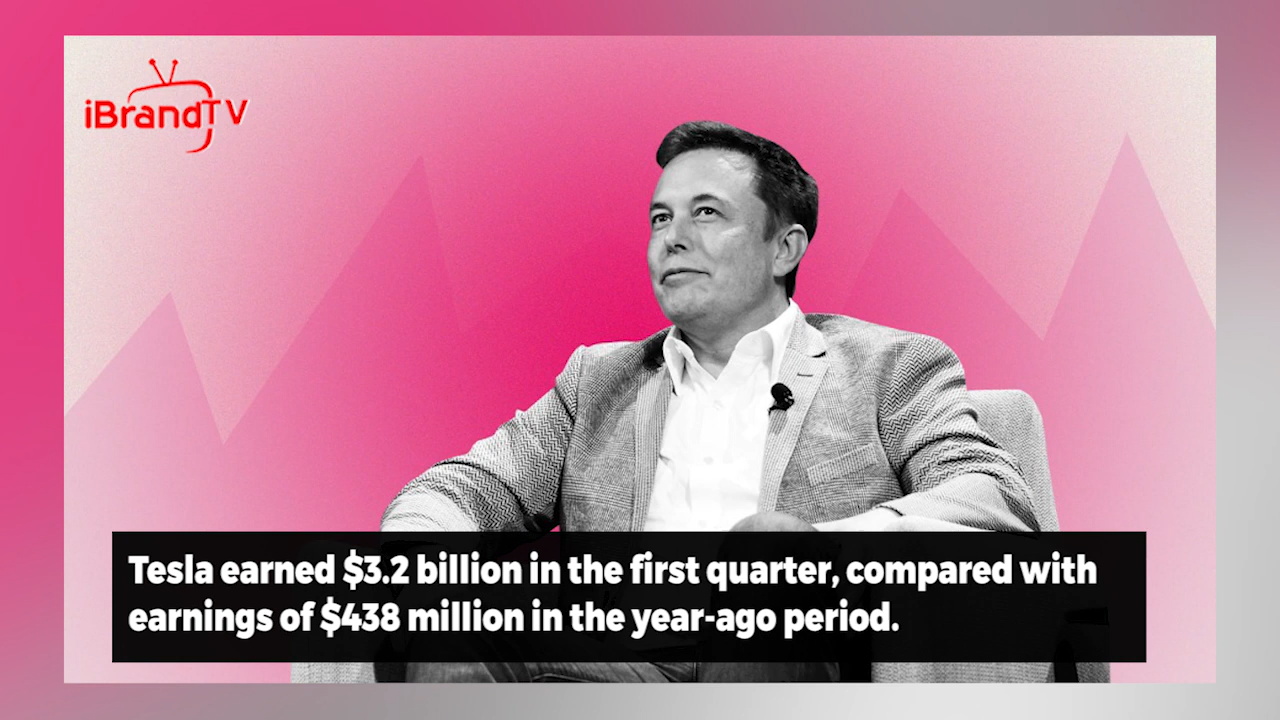 iBrandTV
Tesla earned $3.2 billion in the first quarter, compared with
earnings of $438 million in the year-ago period.